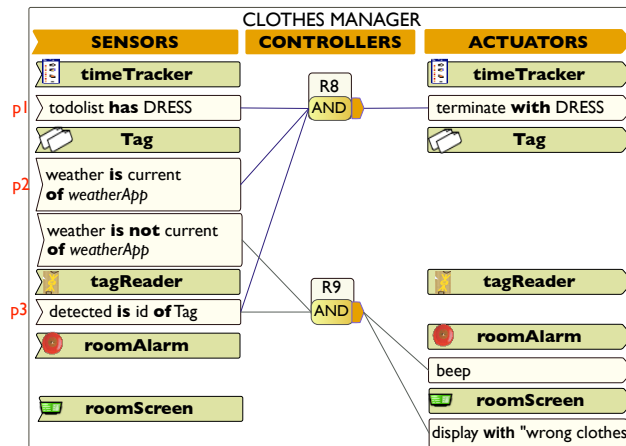 CLOTHES MANAGER
SENSORS
CONTROLLERS
ACTUATORS
timeTracker
R8
timeTracker
p1
todolist has DRESS
AND
terminate with DRESS
Tag
Tag
p2
weather is current
of weatherApp
weather is not current
of weatherApp
tagReader
R9
tagReader
p3
detected is id of Tag
AND
roomAlarm
roomAlarm
beep
roomScreen
roomScreen
display with "wrong clothes